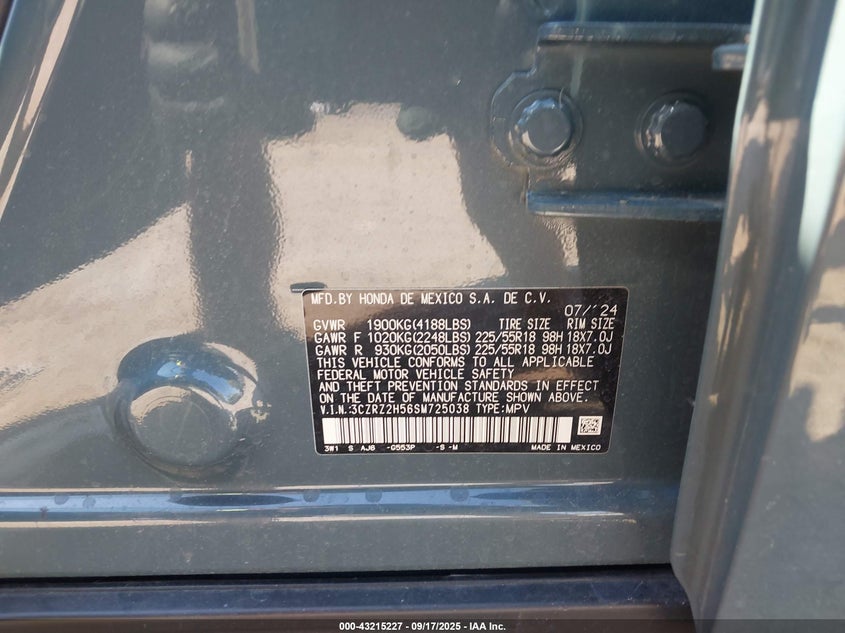 MFD.BY HONDA DE MEXICO S.A. DE C.V.
07/'24
GVWR 1900KG(4188LBS) TIRE SIZE RIM SIZE
GAWR F 1020KG(2248LBS) 225/55R18 98H 18X7.0J
GAWR R 930KG(2050LBS) 225/55R18 98H 18X7.0J
THIS VEHICLE CONFORMS TO ALL APPLICABLE
FEDERAL MOTOR VEHICLE SAFETY
AND THEFT PREVENTION STANDARDS IN EFFECT
ON THE DATE OF MANUFACTURE SHOWN ABOVE.
V.I.N.:3CZRZ2H56SM725038 TYPE:MPV
3W1 S AJ6 -G553P -S -M MADE IN MEXICO
000-43215227 - 09/17/2025 - IAA Inc.